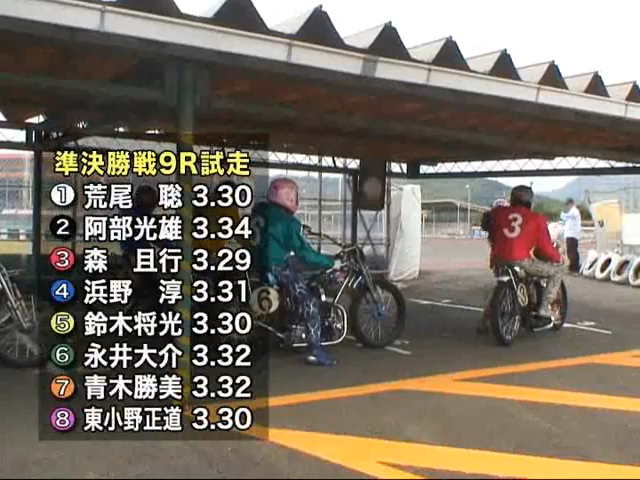 準決勝戦9R試走
1 荒尾 聡 3.30
2 阿部光雄 3.34
3 森 且行 3.29
4 浜野 淳 3.31
5 鈴木将光 3.30
6 永井大介 3.32
7 青木勝美 3.32
8 東小野正道 3.30
6
3